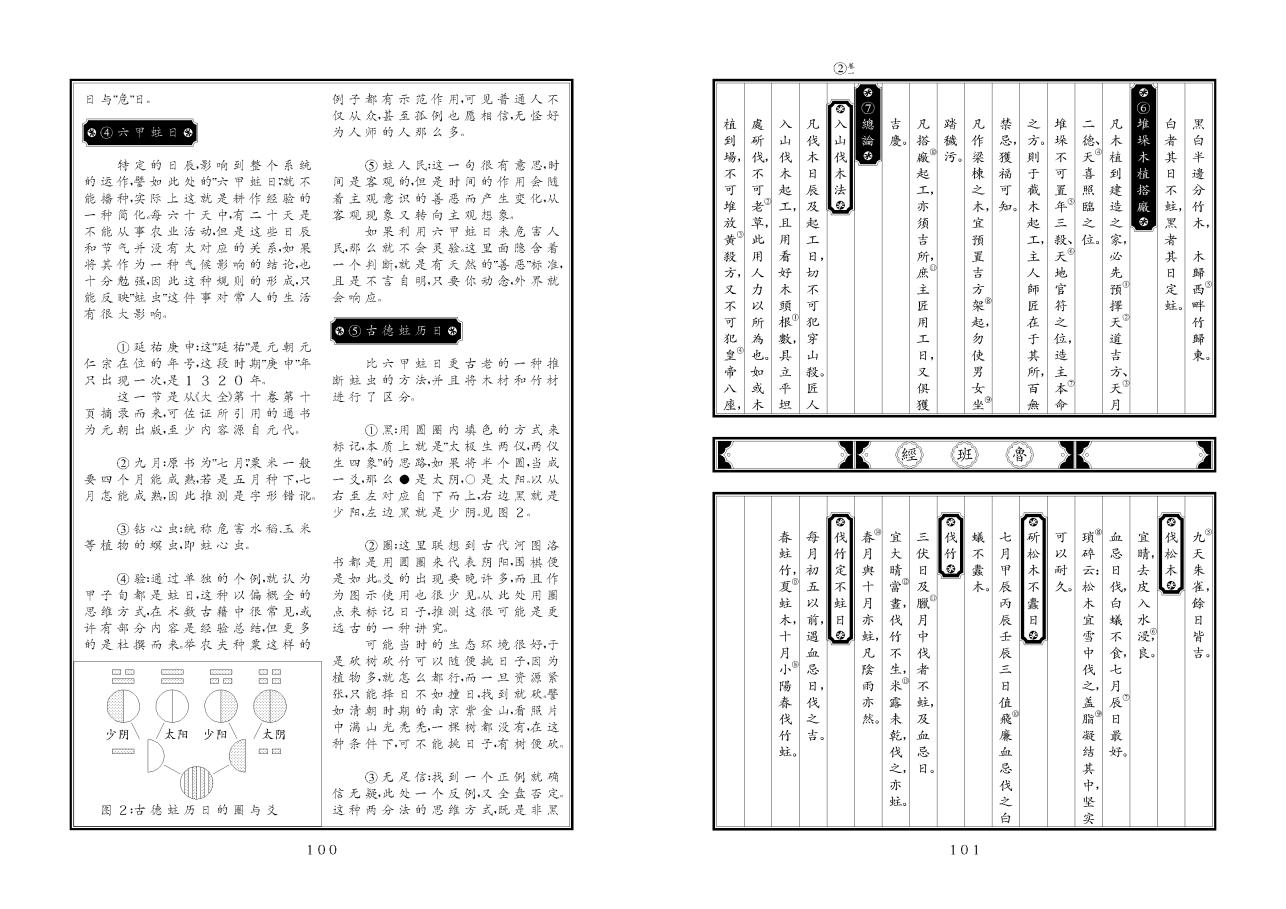 日与"危"日。
④六甲蛀日
特定的日辰,影响到整个系统
的运作,譬如此处的"六甲蛀日",就不
能播种,实际上这就是耕作经验的
一种简化。每六十天中,有二十天是
不能从事农业活动,但是这些日辰
和节气并没有太对应的关系,如果
将其作为一种气候影响的结论,也
十分勉强,因此这种规则的形成,只
能反映"蛀虫"这件事对常人的生活
有很大影响。
①延祐庚申:这"延祐"是元朝元
仁宗在位的年号,这段时期"庚申"年
只出现一次,是1320年。
这一节是从《大全》第十卷第十
页摘录而来,可佐证所引用的通书
为元朝出版,至少内容源自元代。
②九月:原书为"七月",粟米一般
要四个月能成熟,若是五月种下,七
月怎能成熟,因此推测是字形错讹。
③钻心虫:统称危害水稻、玉米
等植物的螟虫,即蛀心虫。
④验:通过单独的个例,就认为
甲子旬都是蛀日,这种以偏概全的
思维方式,在术数古籍中很常见,或
许有部分内容是经验总结,但更多
的是杜撰而来。举农夫种粟这样的
少阴
太阳
少阳
太阴
图2:古德蛀历日的圈与爻
例子都有示范作用,可见普通人不
仅从众,甚至孤例也愿相信,无怪好
为人师的人那么多。
⑤蛀人民:这一句很有意思,时
间是客观的,但是时间的作用会随
着主观意识的善恶而产生变化,从
客观现象又转向主观想象。
如果利用六甲蛀日来危害人
民,那么就不会灵验。这里面隐含着
一个判断,就是有天然的"善恶"标准,
且是不言自明,只要你动念,外界就
会响应。
⑤古德蛀历日
比六甲蛀日更古老的一种推
断蛀虫的方法,并且将木材和竹材
进行了区分。
①黑:用圆圈内填色的方式来
标记,本质上就是"太极生两仪,两仪
生四象"的思路,如果将半个圆,当成
一爻,那么●是太阴,○是太阳。以从
右至左对应自下而上,右边黑就是
少阳,左边黑就是少阴。见图2。
②圈:这里联想到古代河图洛
书都是用圆圈来代表阴阳,围棋便
是如此。爻的出现要晚许多,而且作
为图示使用也很少见。从此处用圈
点来标记日子,推测这很可能是更
远古的一种讲究。
可能当时的生态环境很好,于
是砍树砍竹可以随便挑日子,因为
植物多,就怎么都行,而一旦资源紧
张,只能择日不如撞日,找到就砍。譬
如清朝时期的南京紫金山,看照片
中满山光秃秃,一棵树都没有,在这
种条件下,可不能挑日子,有树便砍。
③无足信:找到一个正例,就确
信无疑,此处一个反例,又全盘否定。
这种两分法的思维方式,既是非黑
100
②卷一
黑白半邊分竹木, 木歸西畔⑤竹歸東。
白者其日不蛀,黑者其日定蛀。
⑥堆垛木植搭廠
凡木植到建造之家,必先預①擇天②道吉方、天③月
二德、天④喜照臨之位。
堆垛不可置年③三殺、天④地官符之位,造主本⑦命
之方。則于截木起工,主人師匠在于其所,百無
禁忌,獲福可知。
凡作梁棟之木,宜預置吉方架⑧起,勿使男女坐⑨
踏穢污。
凡搭廠⑩起工,亦須吉所,庶⑪主匠用工日,又俱獲
吉慶。
⑦總論
入山伐木法
凡伐木日辰及起工日,切不可犯穿山殺。匠人
入山伐木起工,且用看好木頭根①數,具立平坦
處斫伐,不可老②草,此用人力以所為也。如或木
植到場,不可堆放黃③殺方,又不可犯皇④帝八座,
魯班經
九⑤天朱雀,餘日皆吉。
伐松木
宜晴,去皮入水浸,⑥良。
血忌日伐,白蟻不食,七月⑦辰日最好。
瑣⑧碎云:松木宜雪中伐之,盖脂⑨凝结其中,坚实
可以耐久。
斫松木不蠹日
七月甲辰丙辰壬辰三日值飛⑩廉血忌伐之白
蟻不蠹木。
伐竹
三伏日及臘⑪月中伐者不蛀,及血忌日。
宜大晴當⑫晝,伐竹不生,米⑬露未乾,伐之,亦蛀。
春⑭月與十月亦蛀,凡陰雨亦然。
伐竹定不蛀日
每月初五以前,遇血忌日,伐之吉。
春蛀竹,夏⑮蛀木,十月小⑯陽春伐竹蛀。
101